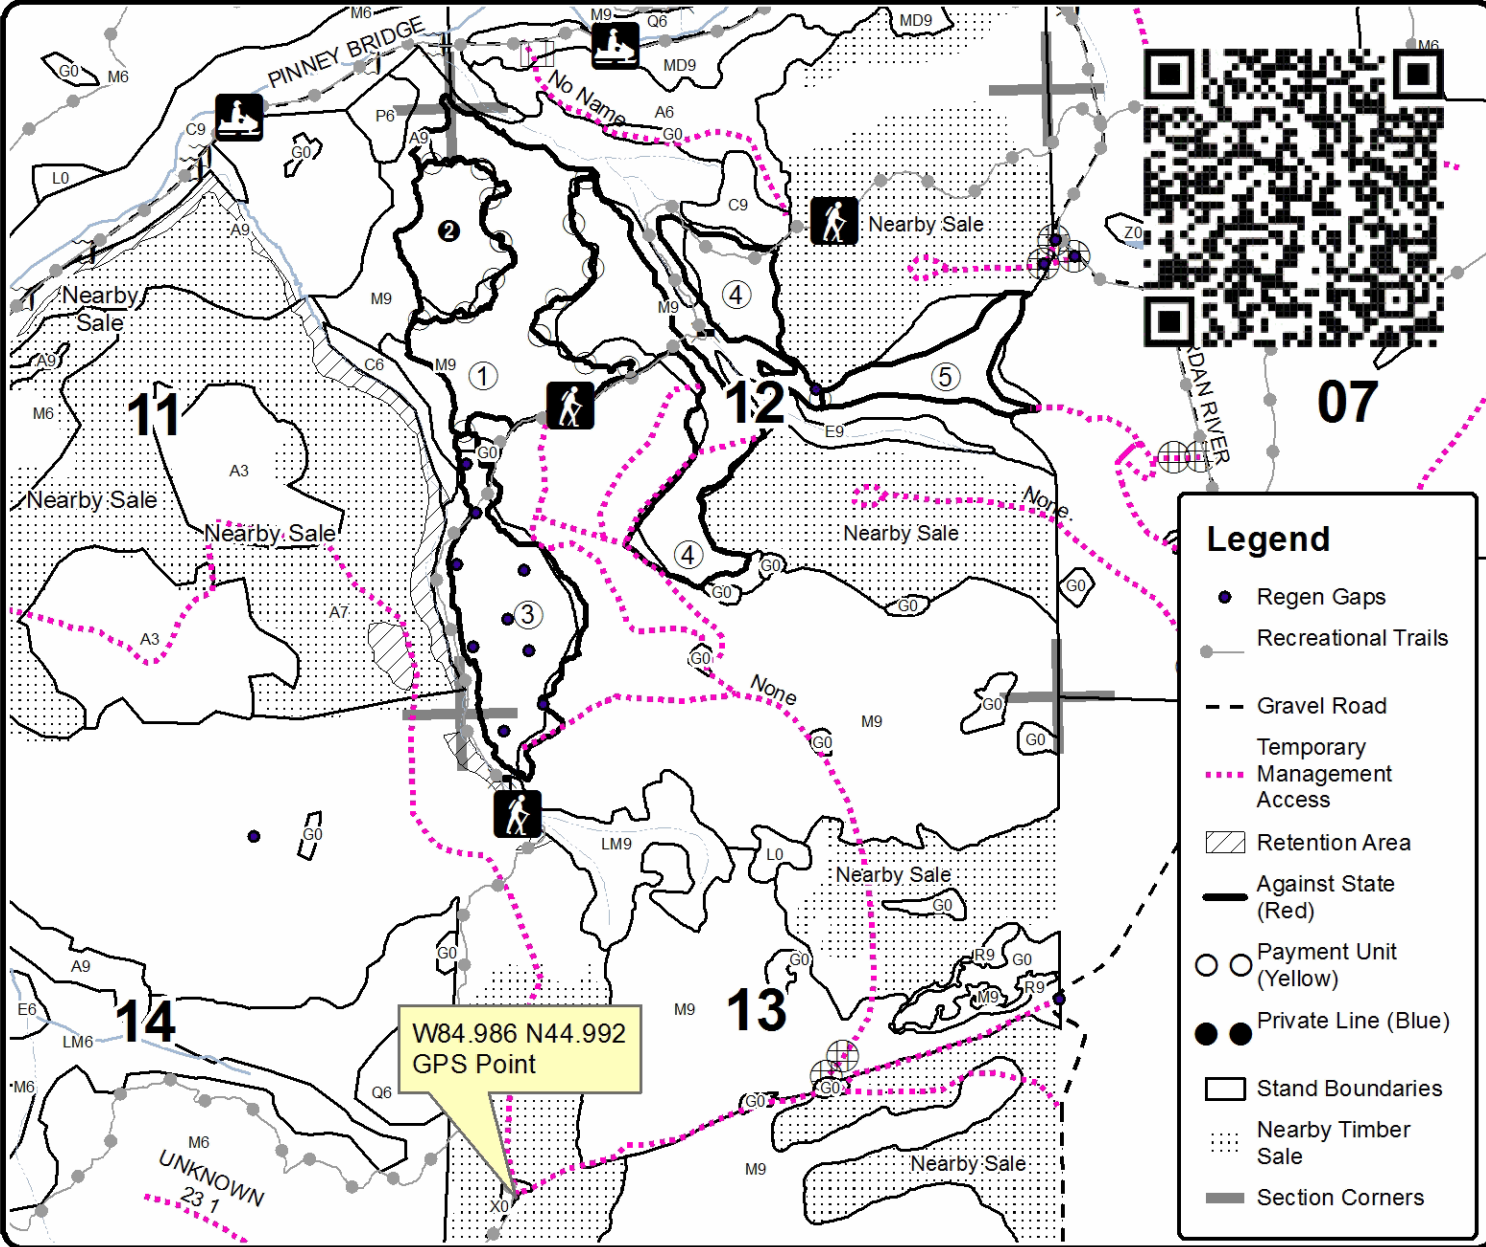 M6
PINNEY BRIDGE
M9
Q6
MD9
M6
G0
M6
MD9
No Name
A6
G0
C9
P6
A9
G0
L0
C9
Nearby Sale
Z0
A9
2
Nearby
Sale
M9
M9
4
A9
C6
M9
1
5
M6
11
12
07
E9
RDAN RIVER
G0
A3
Nearby Sale
None
Nearby Sale
Nearby Sale
4
G0
G0
G0
G0
A7
3
A3
G0
None
M9
G0
G0
G0
G0
LM9
L0
Nearby Sale
G0
G0
G0
R9
G0
A9
M9
R9
E6
14
M9
13
LM6
W84.986 N44.992
GPS Point
M6
Q6
G0
G0
M6
UNKNOWN
23 1
M9
Nearby Sale
X0
Legend
Regen Gaps
Recreational Trails
Gravel Road
Temporary
Management
Access
Retention Area
Against State
(Red)
Payment Unit
(Yellow)
Private Line (Blue)
Stand Boundaries
Nearby Timber
Sale
Section Corners